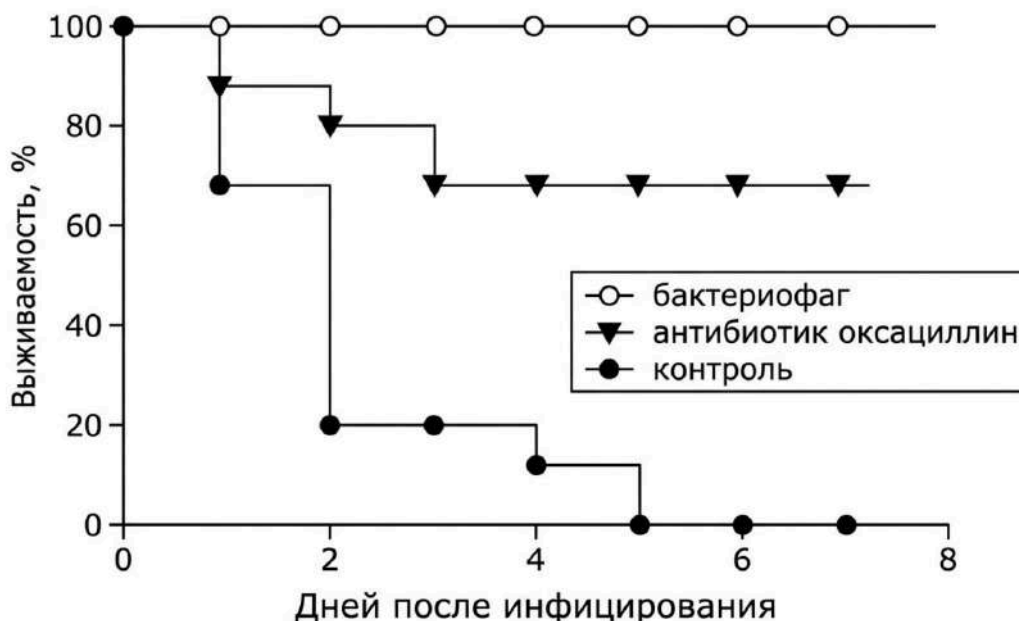 100
80
60
40
20
0
Выживаемость, %
бактериофаг
антибиотик оксациллин
контроль
0 2 4 6 8
Дней после инфицирования